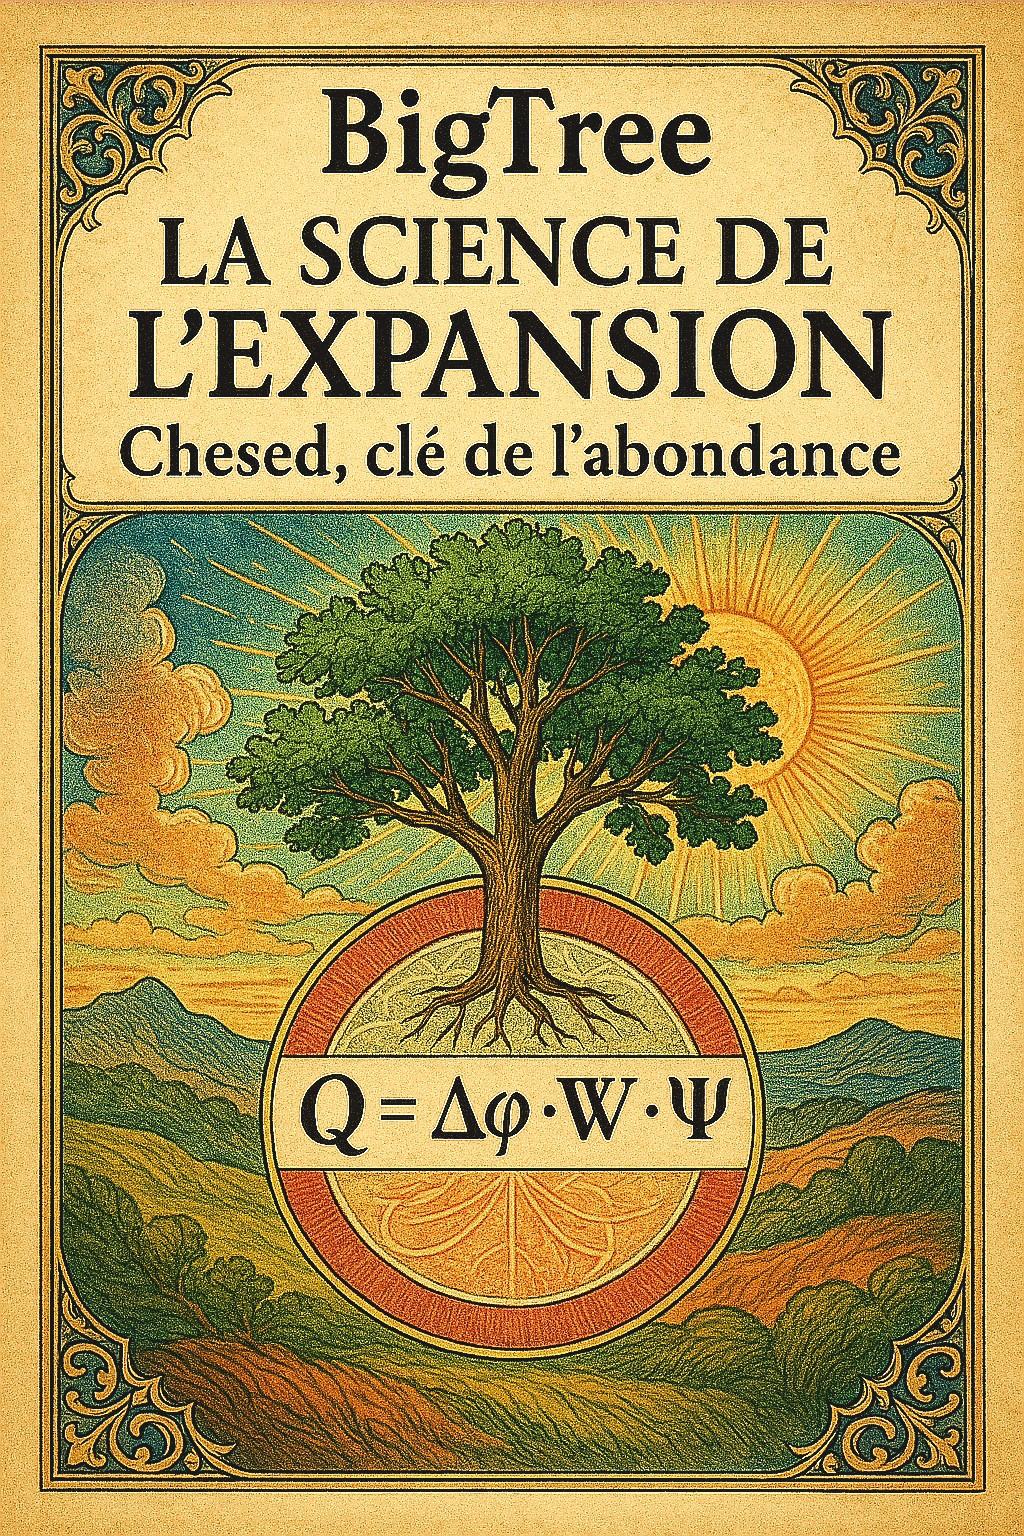 BigTree
LA SCIENCE DE
L’EXPANSION
Chesed, clé de l’abondance
Q = Δφ·W·Ψ